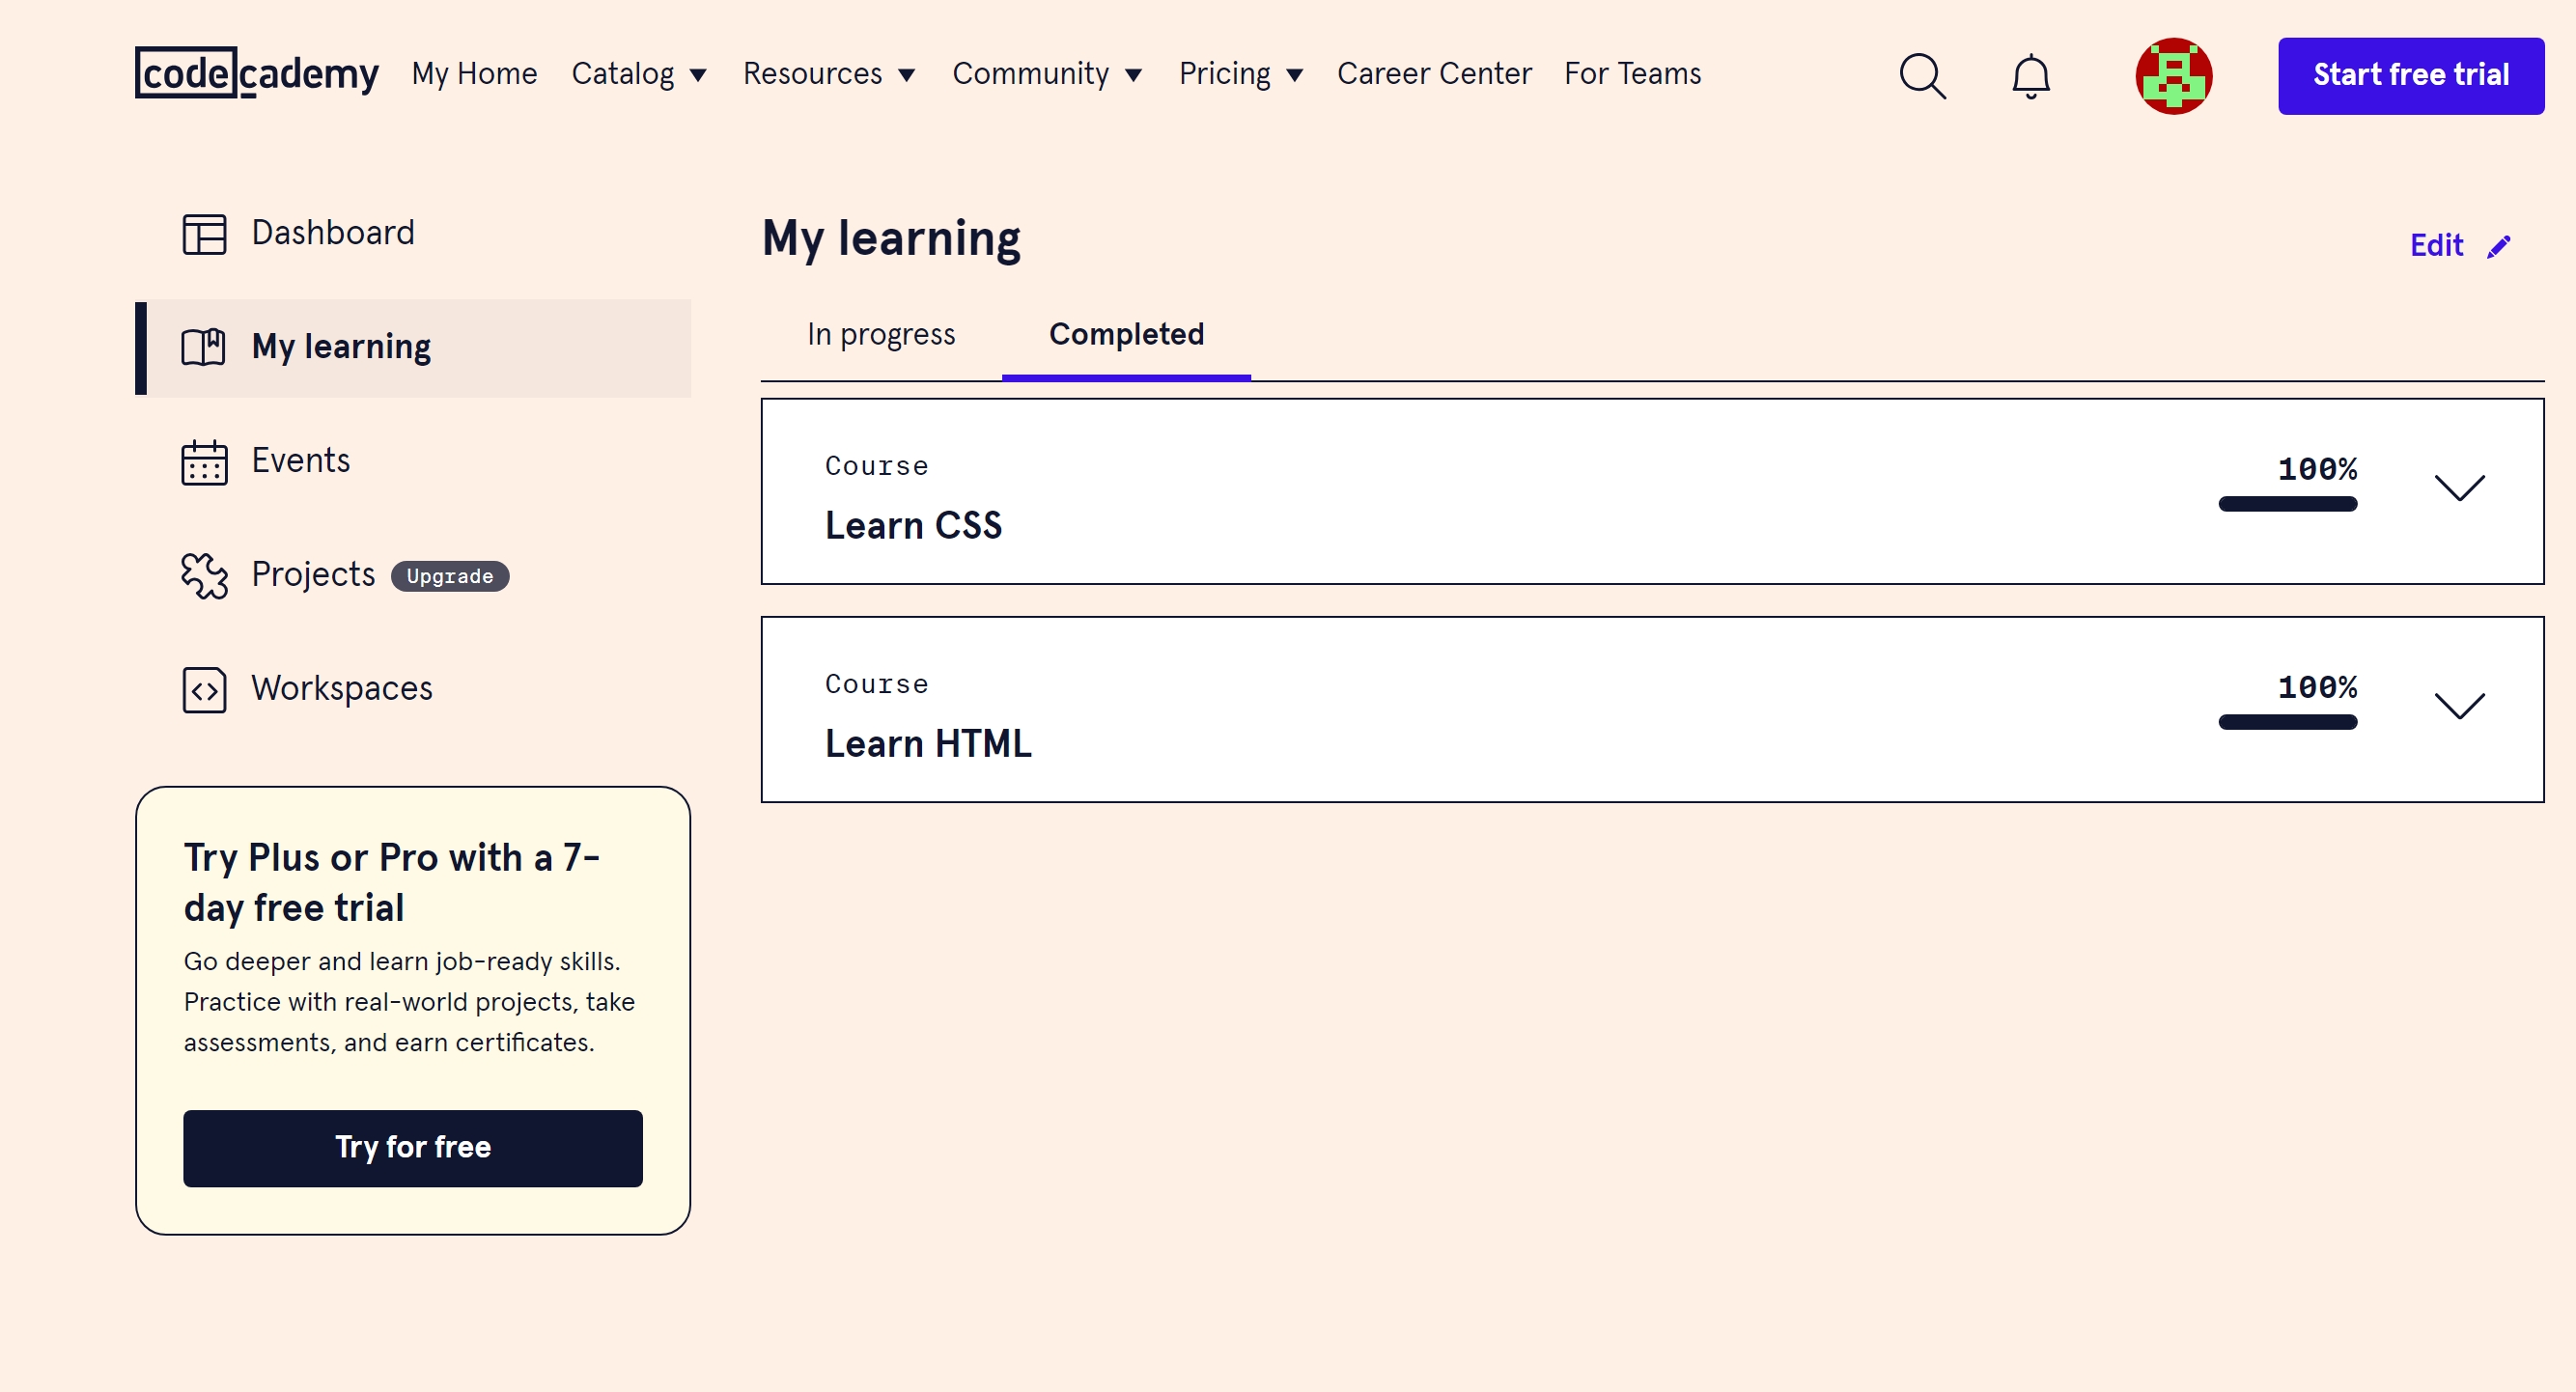 codecademy My Home Catalog Resources Community Pricing Career Center For Teams Start free trial
Dashboard
My learning
Events
Projects Upgrade
Workspaces
Try Plus or Pro with a 7-
day free trial
Go deeper and learn job-ready skills.
Practice with real-world projects, take
assessments, and earn certificates.
Try for free
My learning Edit
In progress Completed
Course 100%
Learn CSS
Course 100%
Learn HTML